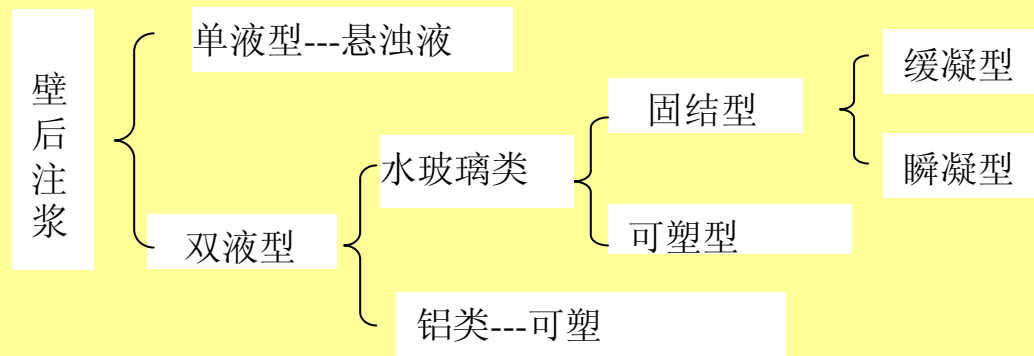 壁后注浆
单液型---悬浊液
双液型
水玻璃类
固结型
缓凝型
瞬凝型
可塑型
铝类---可塑